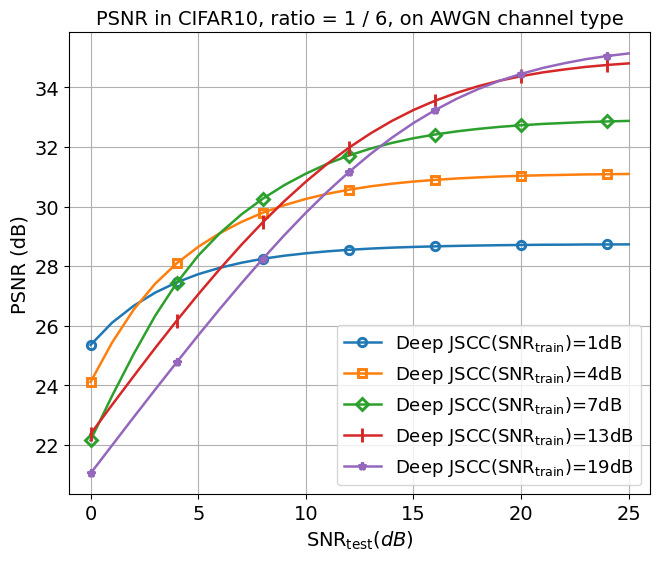 PSNR in CIFAR10, ratio = 1 / 6, on AWGN channel type
PSNR (dB)
34
32
30
28
26
24
22
0 5 10 15 20 25
SNR_test(dB)
Deep JSCC(SNR_train)=1dB
Deep JSCC(SNR_train)=4dB
Deep JSCC(SNR_train)=7dB
Deep JSCC(SNR_train)=13dB
Deep JSCC(SNR_train)=19dB